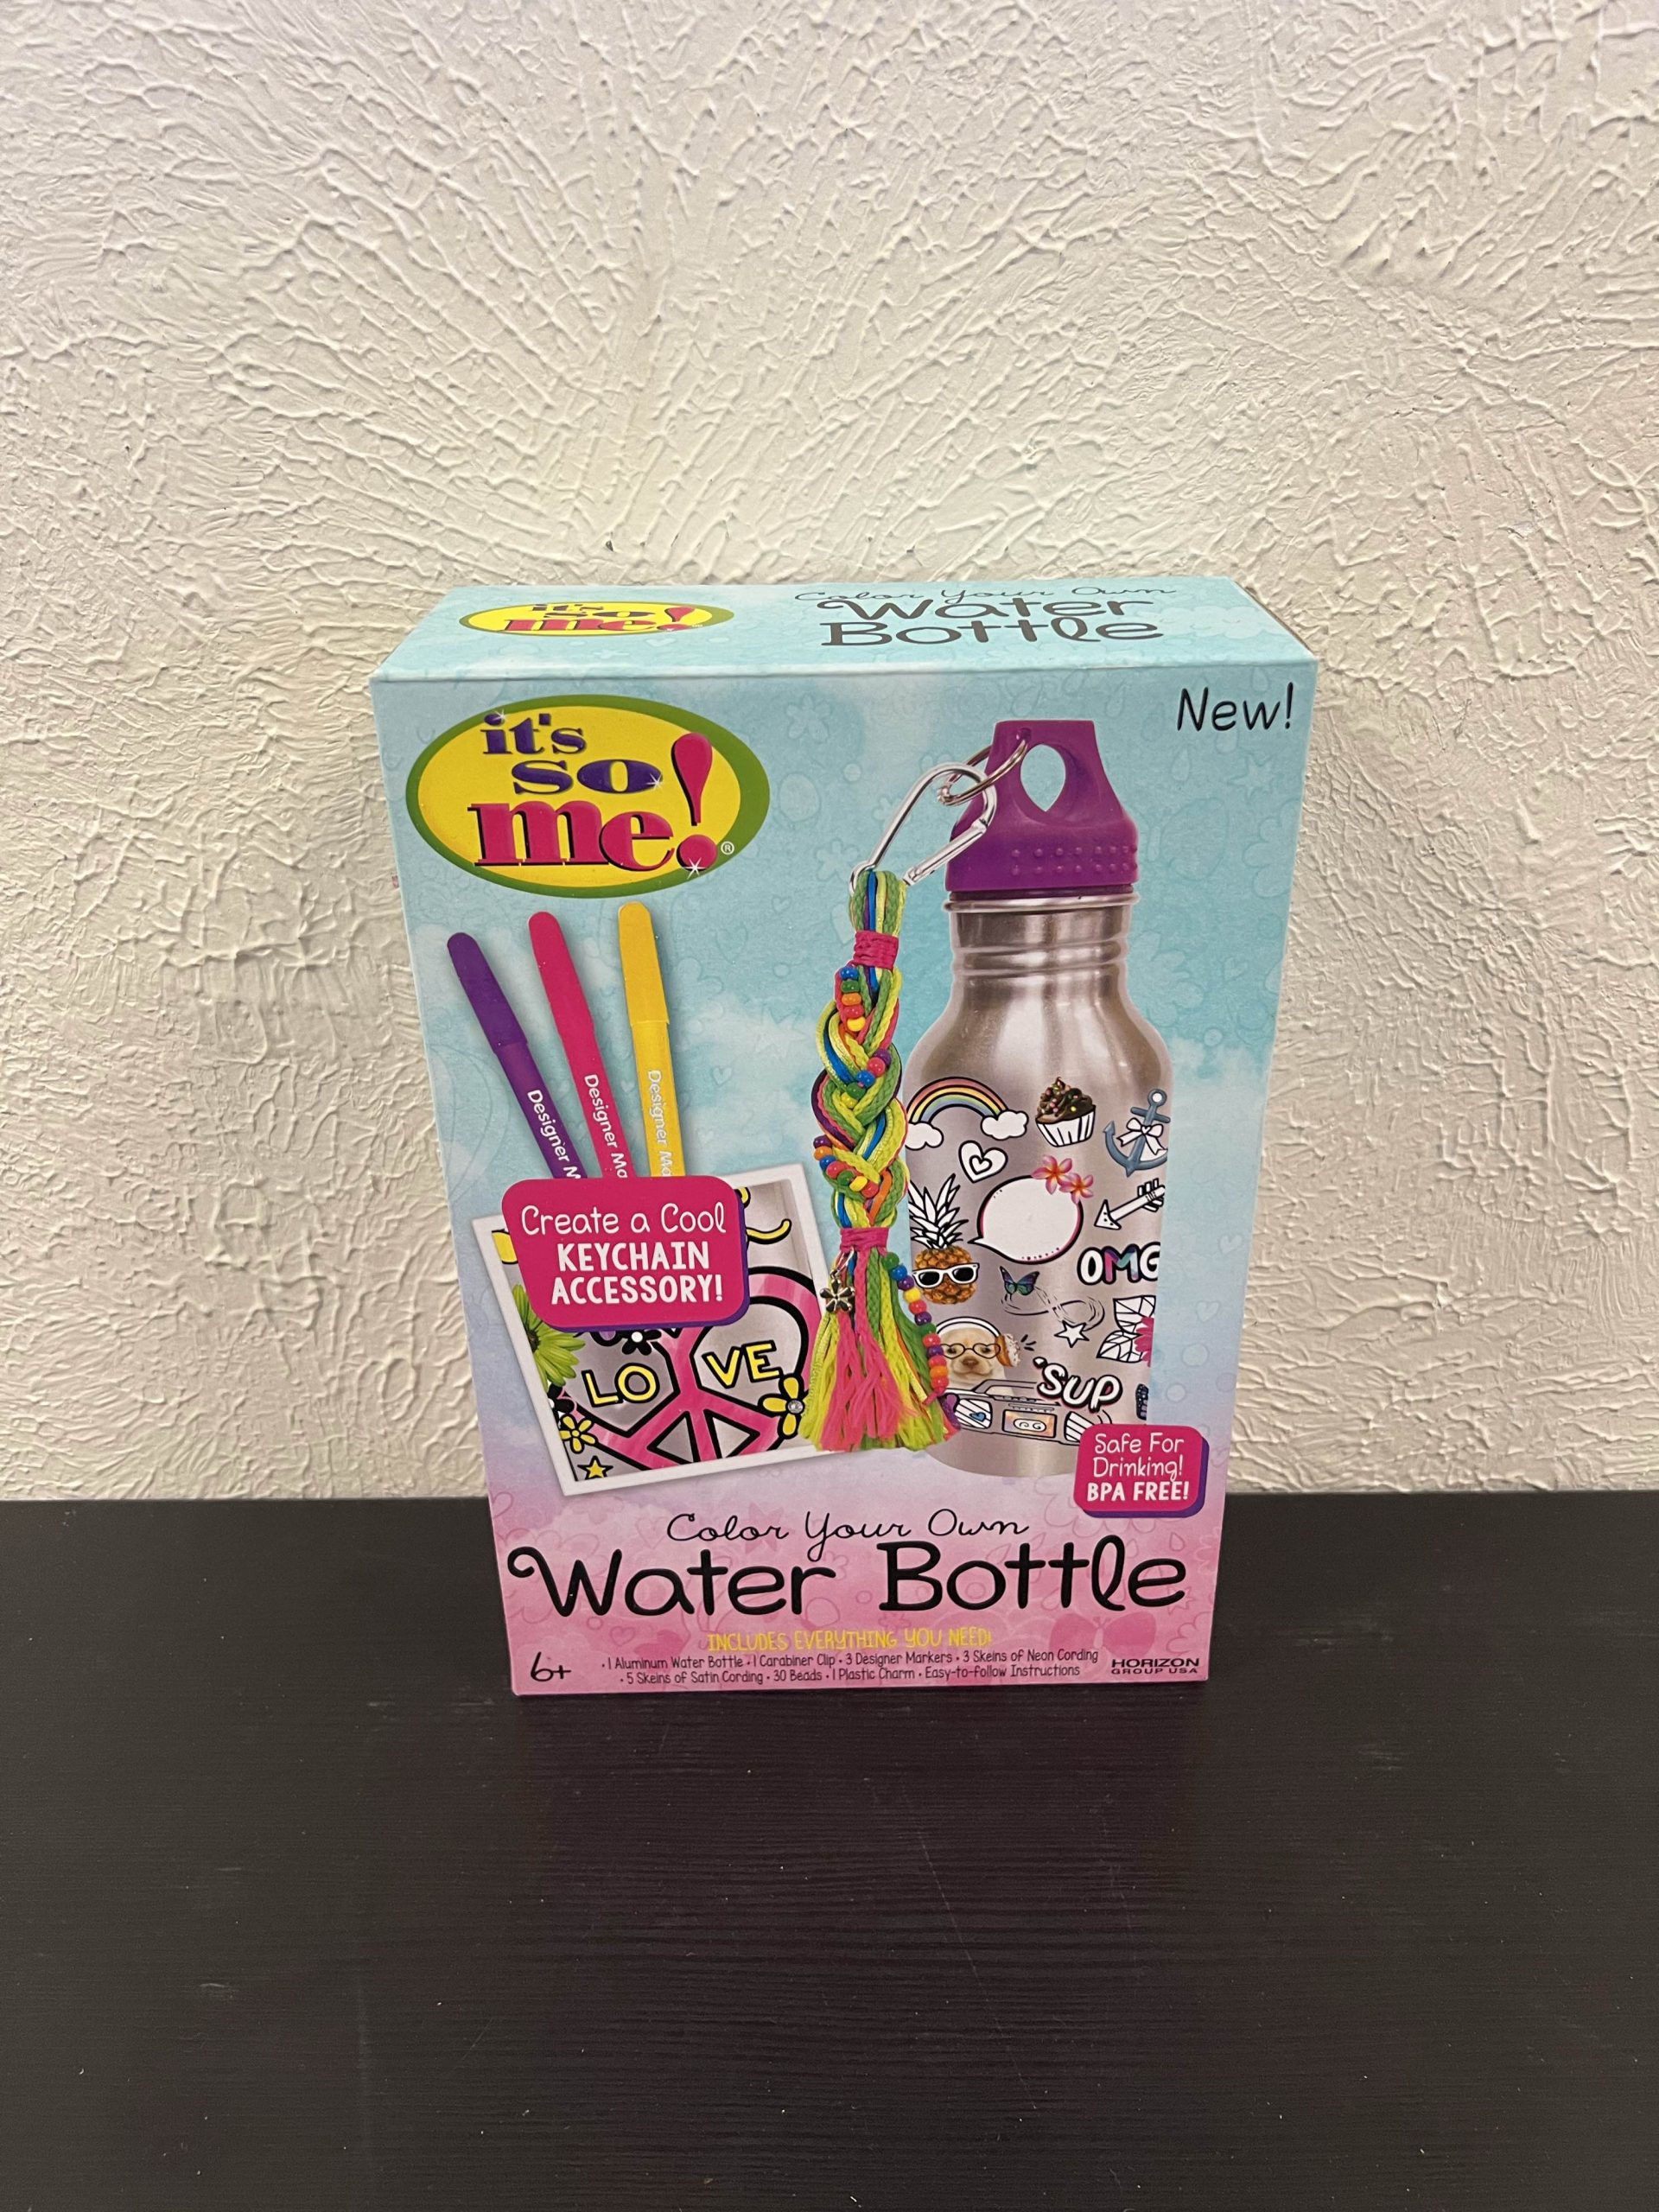 it's
so
me!
Color Your Own
Water
Bottle
New!
it's
so
me!®
Designer M
Designer Ma
Designer Ma
Create a Cool
KEYCHAIN
ACCESSORY!
LOVE
OMG
'SUP
Safe For
Drinking!
BPA FREE!
Color Your Own
Water Bottle
INCLUDES EVERYTHING YOU NEED!
6+
• 1 Aluminum Water Bottle • 1 Carabiner Clip • 3 Designer Markers • 3 Skeins of Neon Cording
• 5 Skeins of Satin Cording • 30 Beads • 1 Plastic Charm • Easy-to-follow Instructions
HORIZON
GROUP USA